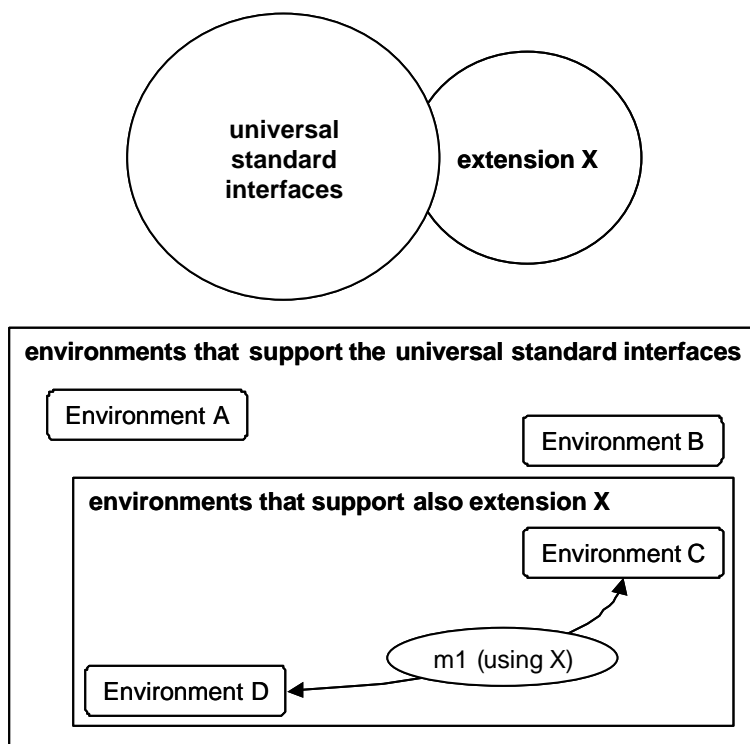 universal
standard
interfaces
extension X
environments that support the universal standard interfaces
Environment A
Environment B
environments that support also extension X
Environment C
m1 (using X)
Environment D